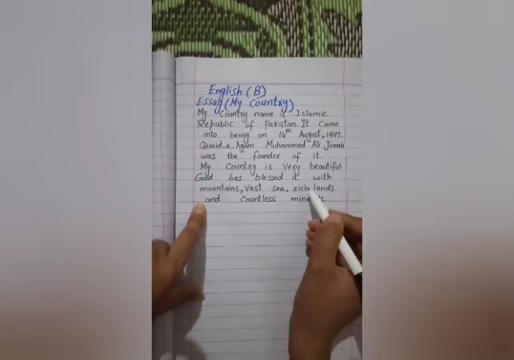 English (B)
Essay (My Country)
My Country name is Islamic
Republic of Pakistan. It Came
into being on 14th August, 1947.
Quaid_e_Azam Muhammad Ali Jinnah
was the founder of it.
My Country is very beautiful
God has blessed it with
mountains, vast sea, rich lands
and Countless minerals.